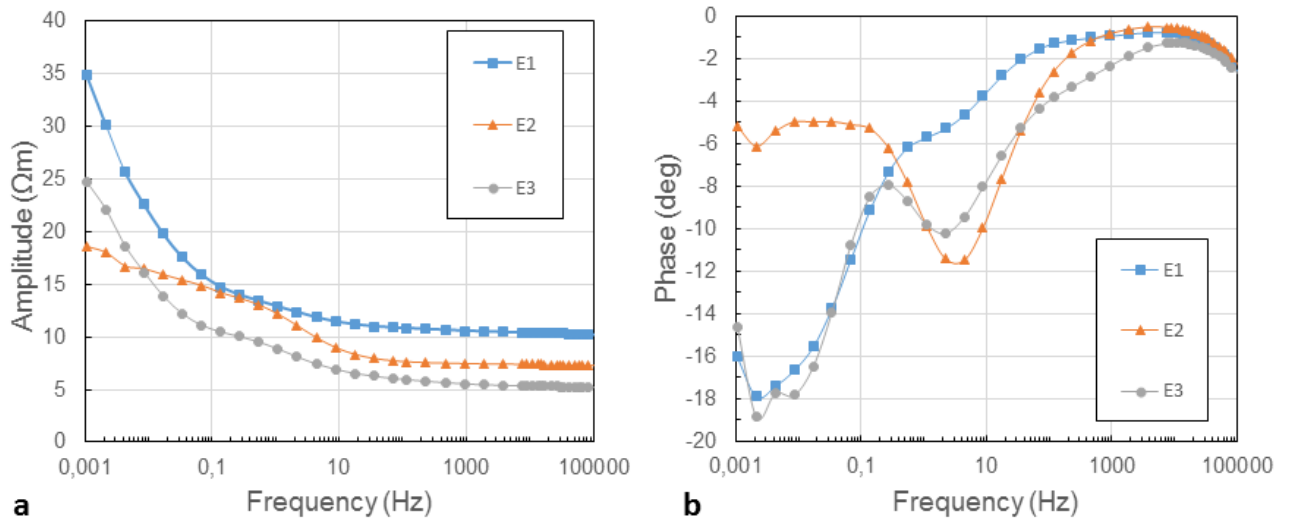 40
35
30
25
20
15
10
5
0
Amplitude (Ωm)
E1
E2
E3
0,001
0,1
10
1000
100000
Frequency (Hz)
a
0
-2
-4
-6
-8
-10
-12
-14
-16
-18
-20
Phase (deg)
E1
E2
E3
0,001
0,1
10
1000
100000
Frequency (Hz)
b